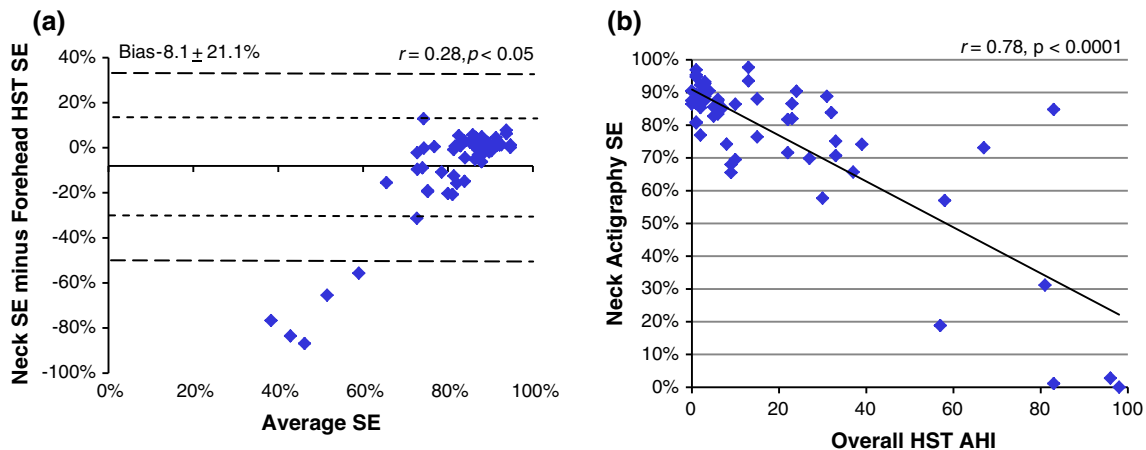 (a)
Bias-8.1 ± 21.1%
r = 0.28, p < 0.05
Neck SE minus Forehead HST SE
40%
20%
0%
-20%
-40%
-60%
-80%
-100%
0% 20% 40% 60% 80% 100%
Average SE
(b)
r = 0.78, p < 0.0001
Neck Actigraphy SE
100%
90%
80%
70%
60%
50%
40%
30%
20%
10%
0%
0 20 40 60 80 100
Overall HST AHI